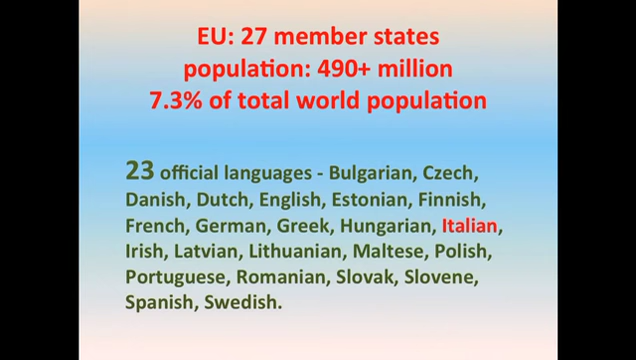 EU: 27 member states
population: 490+ million
7.3% of total world population
23 official languages - Bulgarian, Czech,
Danish, Dutch, English, Estonian, Finnish,
French, German, Greek, Hungarian, Italian,
Irish, Latvian, Lithuanian, Maltese, Polish,
Portuguese, Romanian, Slovak, Slovene,
Spanish, Swedish.